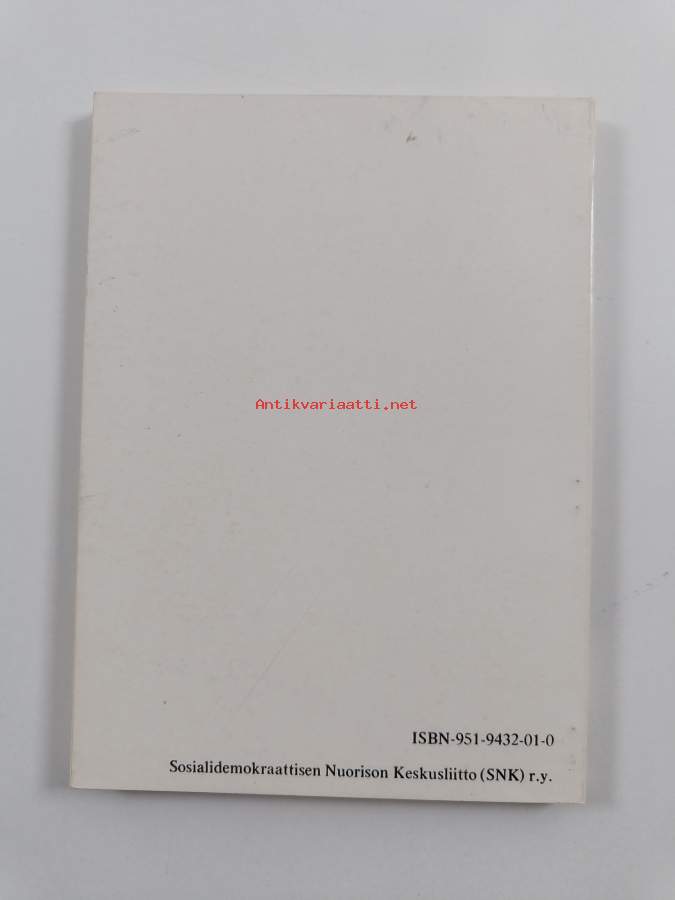 Antikvariaatti.net
ISBN-951-9432-01-0
Sosialidemokraattisen Nuorison Keskusliitto (SNK) r.y.